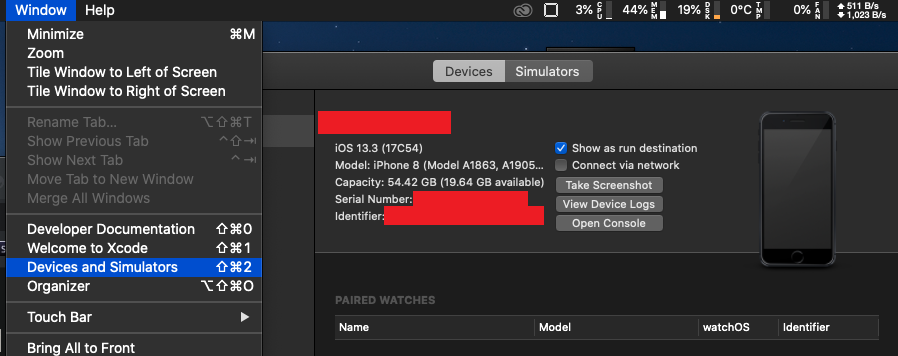 Window Help
3% CPU 44% MEM 19% DSK 0°C TMP 0% FAN 511 B/s
1,023 B/s
Minimize ⌘M
Zoom
Tile Window to Left of Screen
Tile Window to Right of Screen
Rename Tab... ⌥⇧⌘T
Show Previous Tab ^⇧⇥
Show Next Tab ^⇥
Move Tab to New Window
Merge All Windows
Developer Documentation ⇧⌘0
Welcome to Xcode ⇧⌘1
Devices and Simulators ⇧⌘2
Organizer ⌥⇧⌘O
Touch Bar ▶
Bring All to Front
Devices Simulators
iOS 13.3 (17C54)
Model: iPhone 8 (Model A1863, A1905...
Capacity: 54.42 GB (19.64 GB available)
Serial Number:
Identifier:
Show as run destination
Connect via network
Take Screenshot
View Device Logs
Open Console
PAIRED WATCHES
Name Model watchOS Identifier